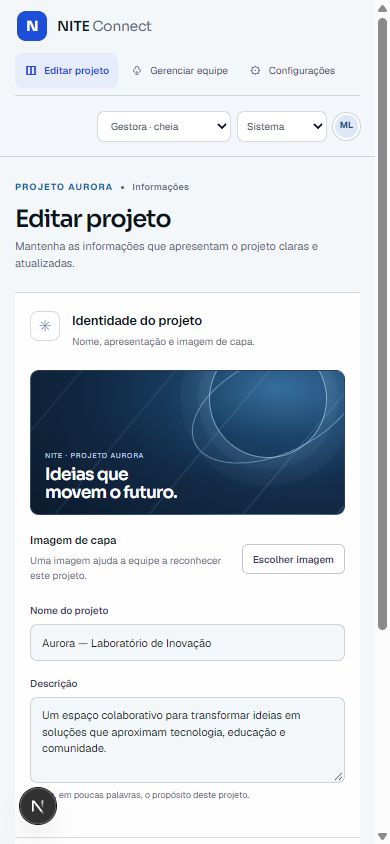 N NITE Connect
Editar projeto Gerenciar equipe Configurações
Gestora · cheia Sistema ML
PROJETO AURORA • Informações
Editar projeto
Mantenha as informações que apresentam o projeto claras e
atualizadas.
Identidade do projeto
Nome, apresentação e imagem de capa.
NITE · PROJETO AURORA
Ideias que
movem o futuro.
Imagem de capa
Uma imagem ajuda a equipe a reconhecer
este projeto.
Escolher imagem
Nome do projeto
Aurora — Laboratório de Inovação
Descrição
Um espaço colaborativo para transformar ideias em
soluções que aproximam tecnologia, educação e
comunidade.
em poucas palavras, o propósito deste projeto.
N